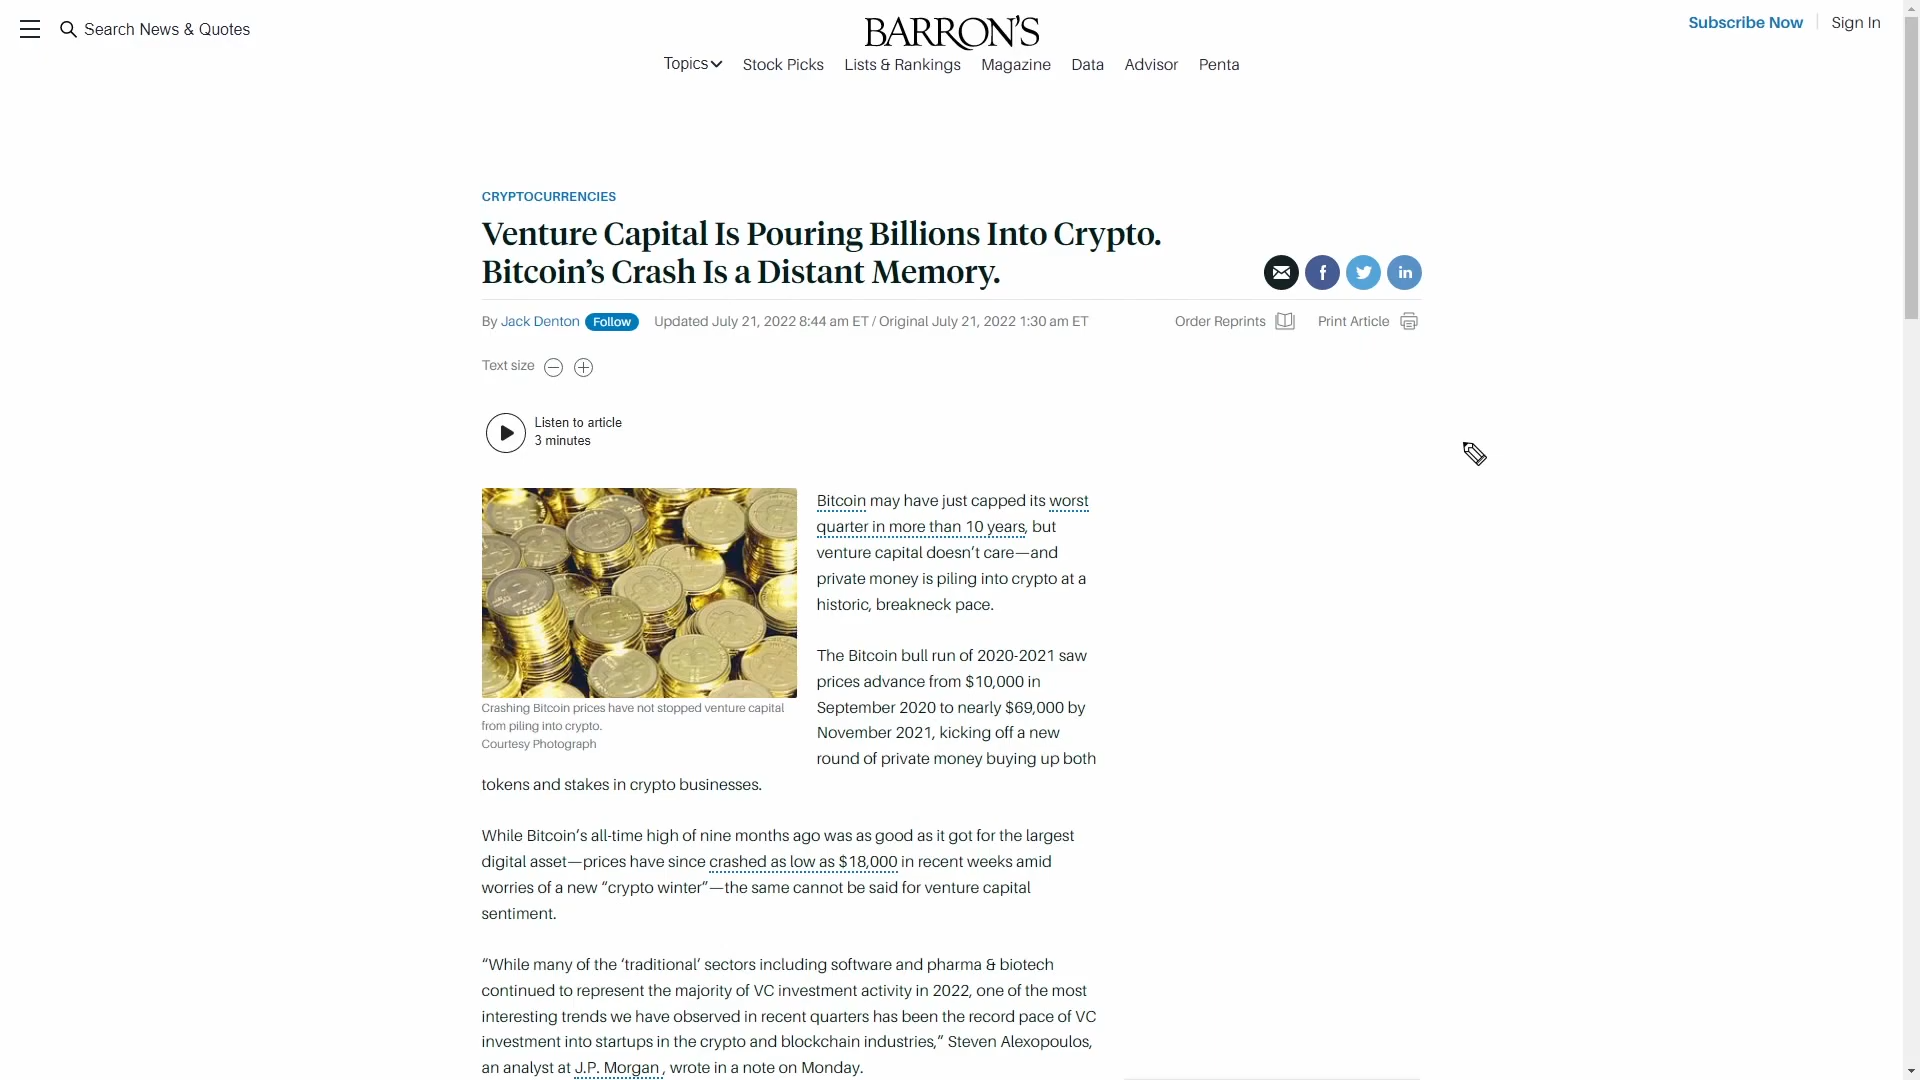 Search News & Quotes
BARRON'S
Subscribe Now
Sign In
Topics
Stock Picks
Lists & Rankings
Magazine
Data
Advisor
Penta
CRYPTOCURRENCIES
Venture Capital Is Pouring Billions Into Crypto.
Bitcoin’s Crash Is a Distant Memory.
By Jack Denton Follow Updated July 21, 2022 8:44 am ET / Original July 21, 2022 1:30 am ET
Order Reprints
Print Article
Text size
Listen to article
3 minutes
Crashing Bitcoin prices have not stopped venture capital
from piling into crypto.
Courtesy Photograph
Bitcoin may have just capped its worst
quarter in more than 10 years, but
venture capital doesn’t care—and
private money is piling into crypto at a
historic, breakneck pace.
The Bitcoin bull run of 2020-2021 saw
prices advance from $10,000 in
September 2020 to nearly $69,000 by
November 2021, kicking off a new
round of private money buying up both
tokens and stakes in crypto businesses.
While Bitcoin’s all-time high of nine months ago was as good as it got for the largest
digital asset—prices have since crashed as low as $18,000 in recent weeks amid
worries of a new “crypto winter”—the same cannot be said for venture capital
sentiment.
“While many of the ‘traditional’ sectors including software and pharma & biotech
continued to represent the majority of VC investment activity in 2022, one of the most
interesting trends we have observed in recent quarters has been the record pace of VC
investment into startups in the crypto and blockchain industries,” Steven Alexopoulos,
an analyst at J.P. Morgan , wrote in a note on Monday.